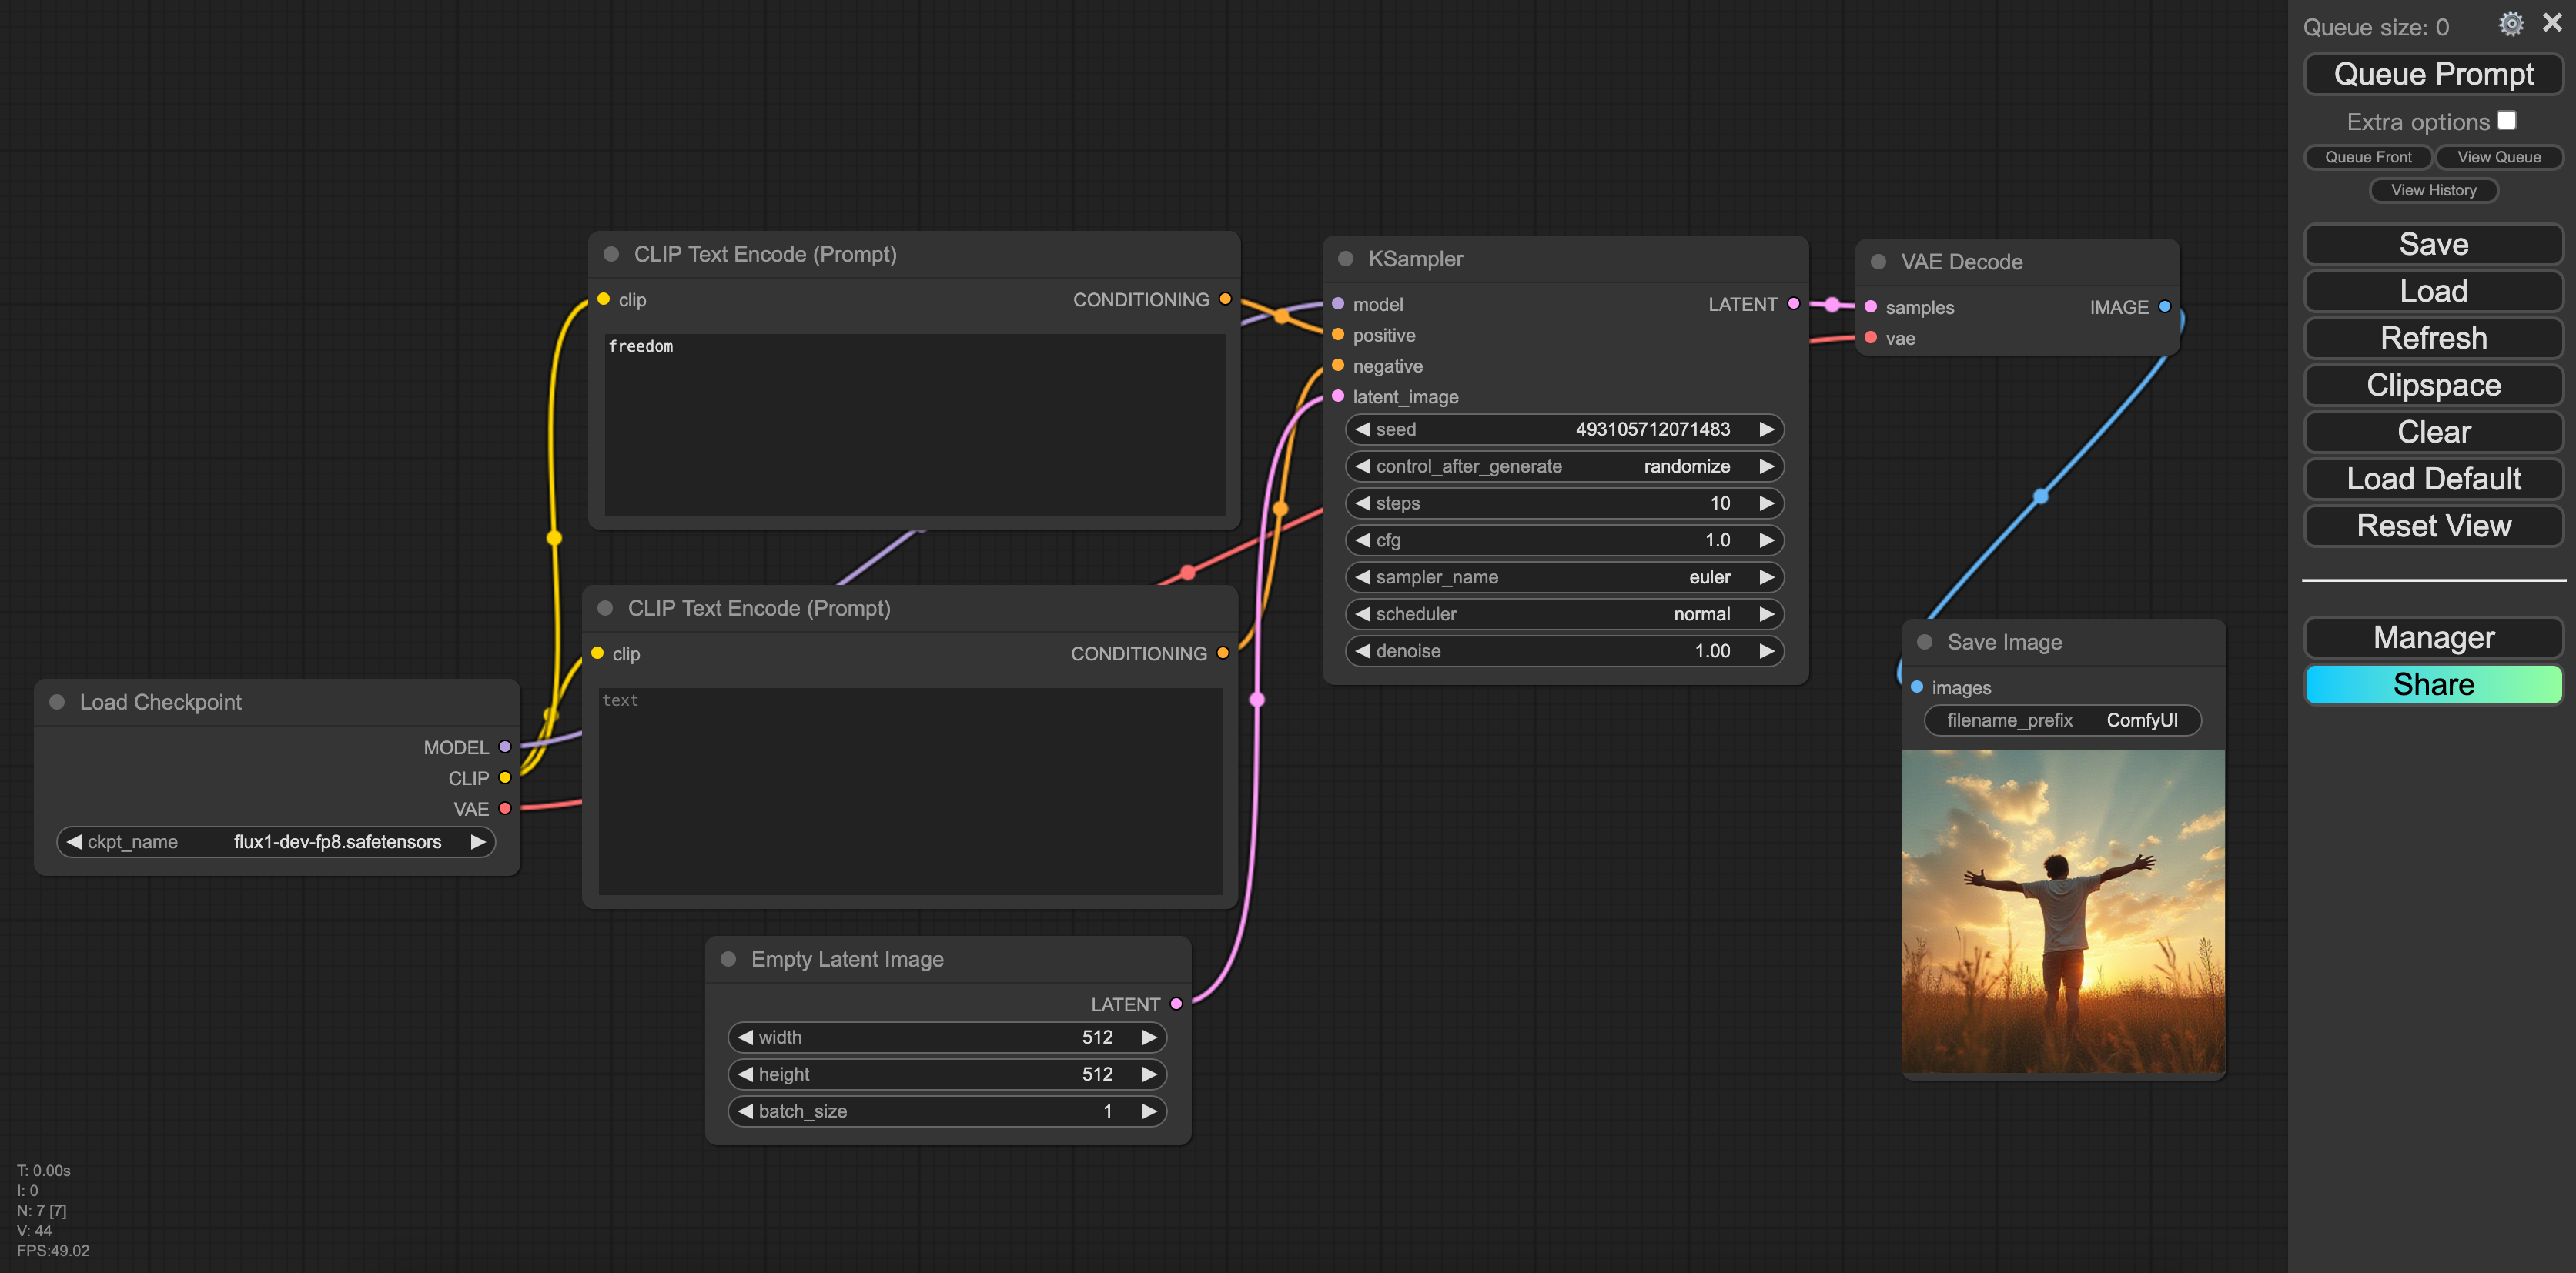 CLIP Text Encode (Prompt)
clip CONDITIONING
freedom
CLIP Text Encode (Prompt)
clip CONDITIONING
text
Load Checkpoint
MODEL
CLIP
VAE
ckpt_name flux1-dev-fp8.safetensors
Empty Latent Image
LATENT
width 512
height 512
batch_size 1
KSampler
model LATENT
positive
negative
latent_image
seed 493105712071483
control_after_generate randomize
steps 10
cfg 1.0
sampler_name euler
scheduler normal
denoise 1.00
VAE Decode
samples IMAGE
vae
Save Image
images
filename_prefix ComfyUI
T: 0.00s
I: 0
N: 7 [7]
V: 44
FPS:49.02
Queue size: 0
Queue Prompt
Extra options
Queue Front View Queue
View History
Save
Load
Refresh
Clipspace
Clear
Load Default
Reset View
Manager
Share